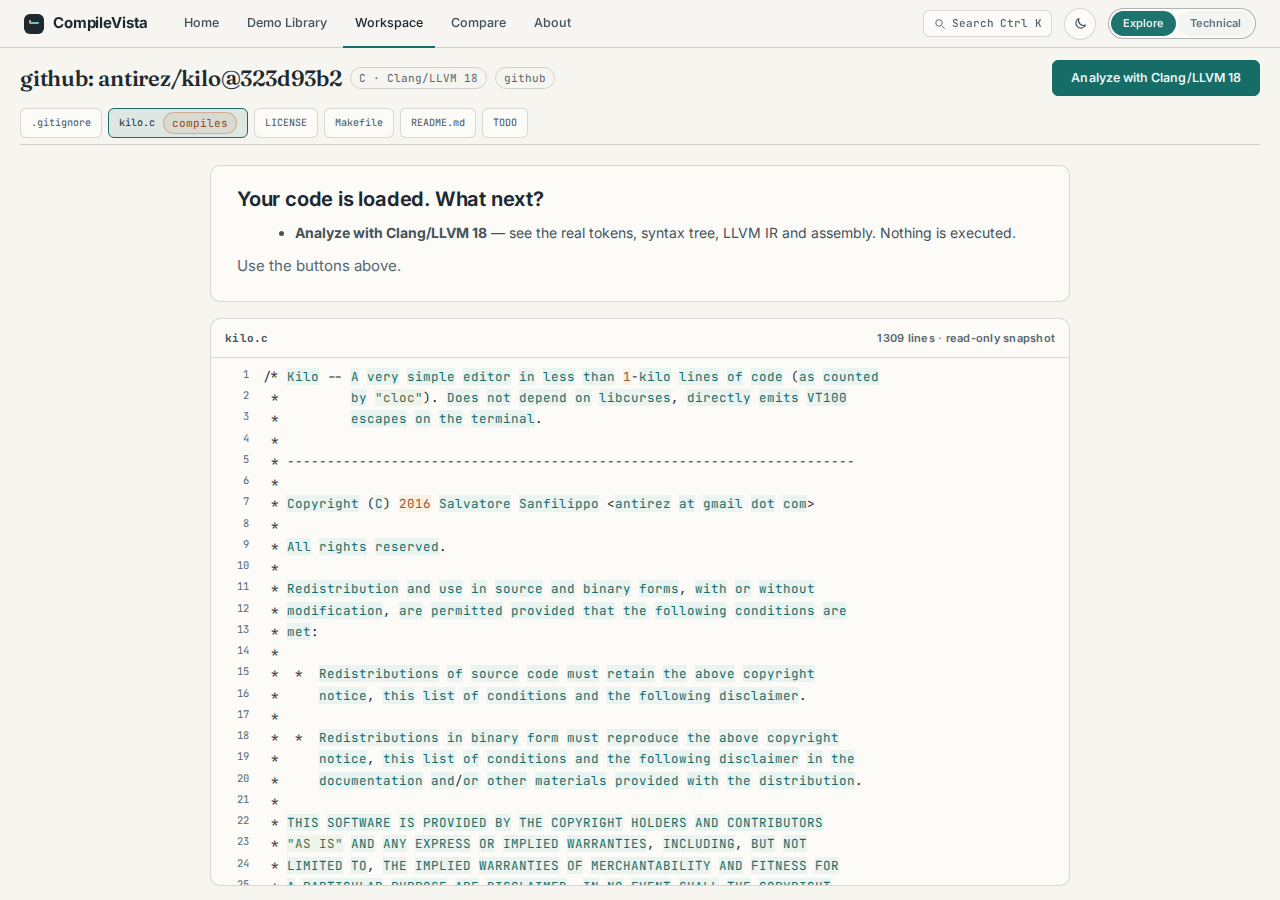 CompileVista Home Demo Library Workspace Compare About Search Ctrl K Explore Technical
github: antirez/kilo@323d93b2 C · Clang/LLVM 18 github Analyze with Clang/LLVM 18
.gitignore kilo.c compiles LICENSE Makefile README.md TODO
Your code is loaded. What next?
• Analyze with Clang/LLVM 18 — see the real tokens, syntax tree, LLVM IR and assembly. Nothing is executed.
Use the buttons above.
kilo.c 1309 lines · read-only snapshot
1 /* Kilo -- A very simple editor in less than 1-kilo lines of code (as counted
2 * by "cloc"). Does not depend on libcurses, directly emits VT100
3 * escapes on the terminal.
4 *
5 * -----------------------------------------------------------------------
6 *
7 * Copyright (C) 2016 Salvatore Sanfilippo <antirez at gmail dot com>
8 *
9 * All rights reserved.
10 *
11 * Redistribution and use in source and binary forms, with or without
12 * modification, are permitted provided that the following conditions are
13 * met:
14 *
15 * * Redistributions of source code must retain the above copyright
16 * notice, this list of conditions and the following disclaimer.
17 *
18 * * Redistributions in binary form must reproduce the above copyright
19 * notice, this list of conditions and the following disclaimer in the
20 * documentation and/or other materials provided with the distribution.
21 *
22 * THIS SOFTWARE IS PROVIDED BY THE COPYRIGHT HOLDERS AND CONTRIBUTORS
23 * "AS IS" AND ANY EXPRESS OR IMPLIED WARRANTIES, INCLUDING, BUT NOT
24 * LIMITED TO, THE IMPLIED WARRANTIES OF MERCHANTABILITY AND FITNESS FOR
25 * A PARTICULAR PURPOSE ARE DISCLAIMED. IN NO EVENT SHALL THE COPYRIGHT